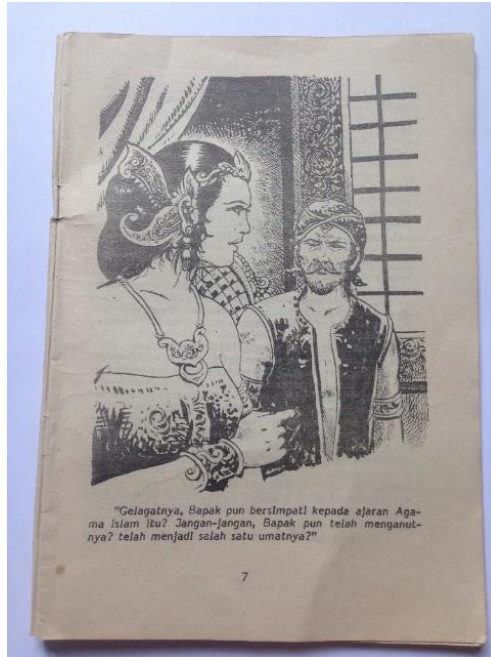 "Gelagatnya, Bapak pun bersimpati kepada ajaran Aga-
ma Islam itu? Jangan-jangan, Bapak pun telah menganut-
nya? telah menjadi salah satu umatnya?"
7